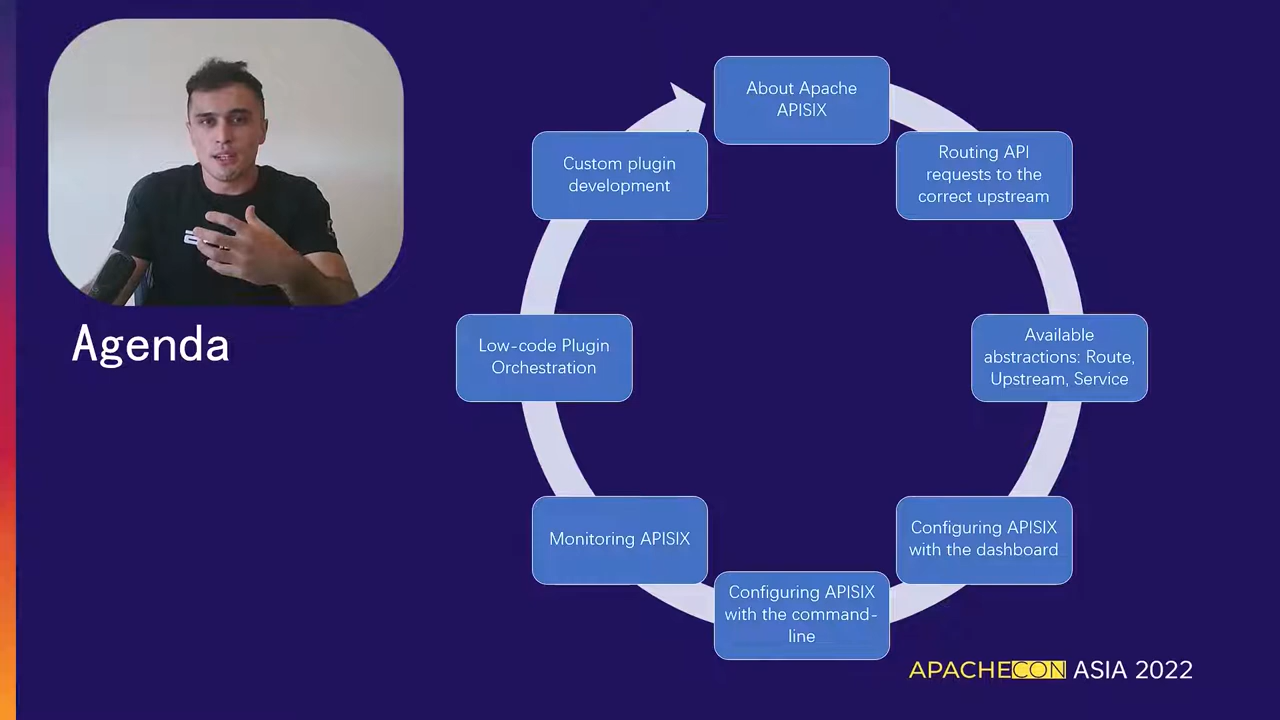 Agenda
About Apache
APISIX
Routing API
requests to the
correct upstream
Available
abstractions: Route,
Upstream, Service
Configuring APISIX
with the dashboard
Configuring APISIX
with the command-
line
Monitoring APISIX
Low-code Plugin
Orchestration
Custom plugin
development
APACHECON ASIA 2022